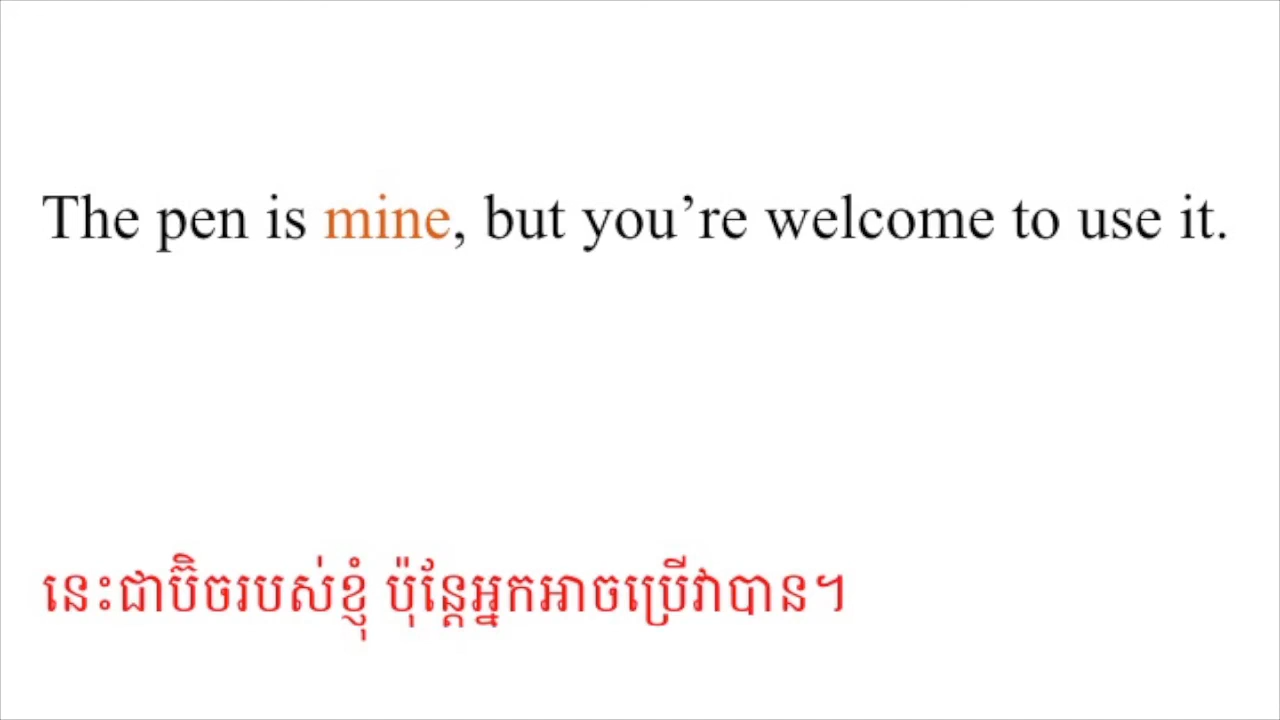 The pen is mine, but you’re welcome to use it.
នេះជាប៊ិចរបស់ខ្ញុំ ប៉ុន្តែអ្នកអាចប្រើវាបាន។